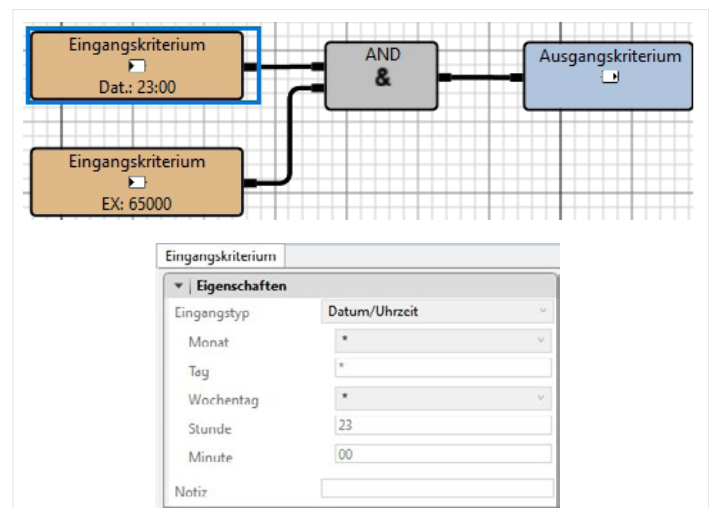 Eingangskriterium
Dat.: 23:00
AND
&
Ausgangskriterium
Eingangskriterium
EX: 65000
Eingangskriterium
Eigenschaften
Eingangstyp Datum/Uhrzeit
Monat *
Tag *
Wochentag *
Stunde 23
Minute 00
Notiz